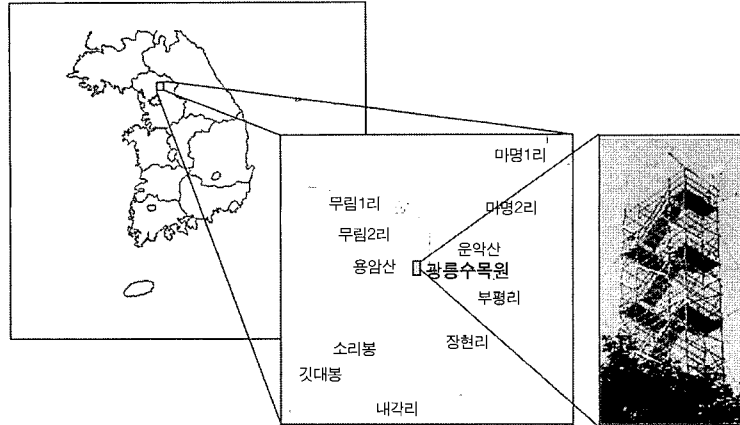 마명1리
무림1리
마명2리
무림2리
운악산
용암산
광릉수목원
부평리
장현리
소리봉
깃대봉
내각리